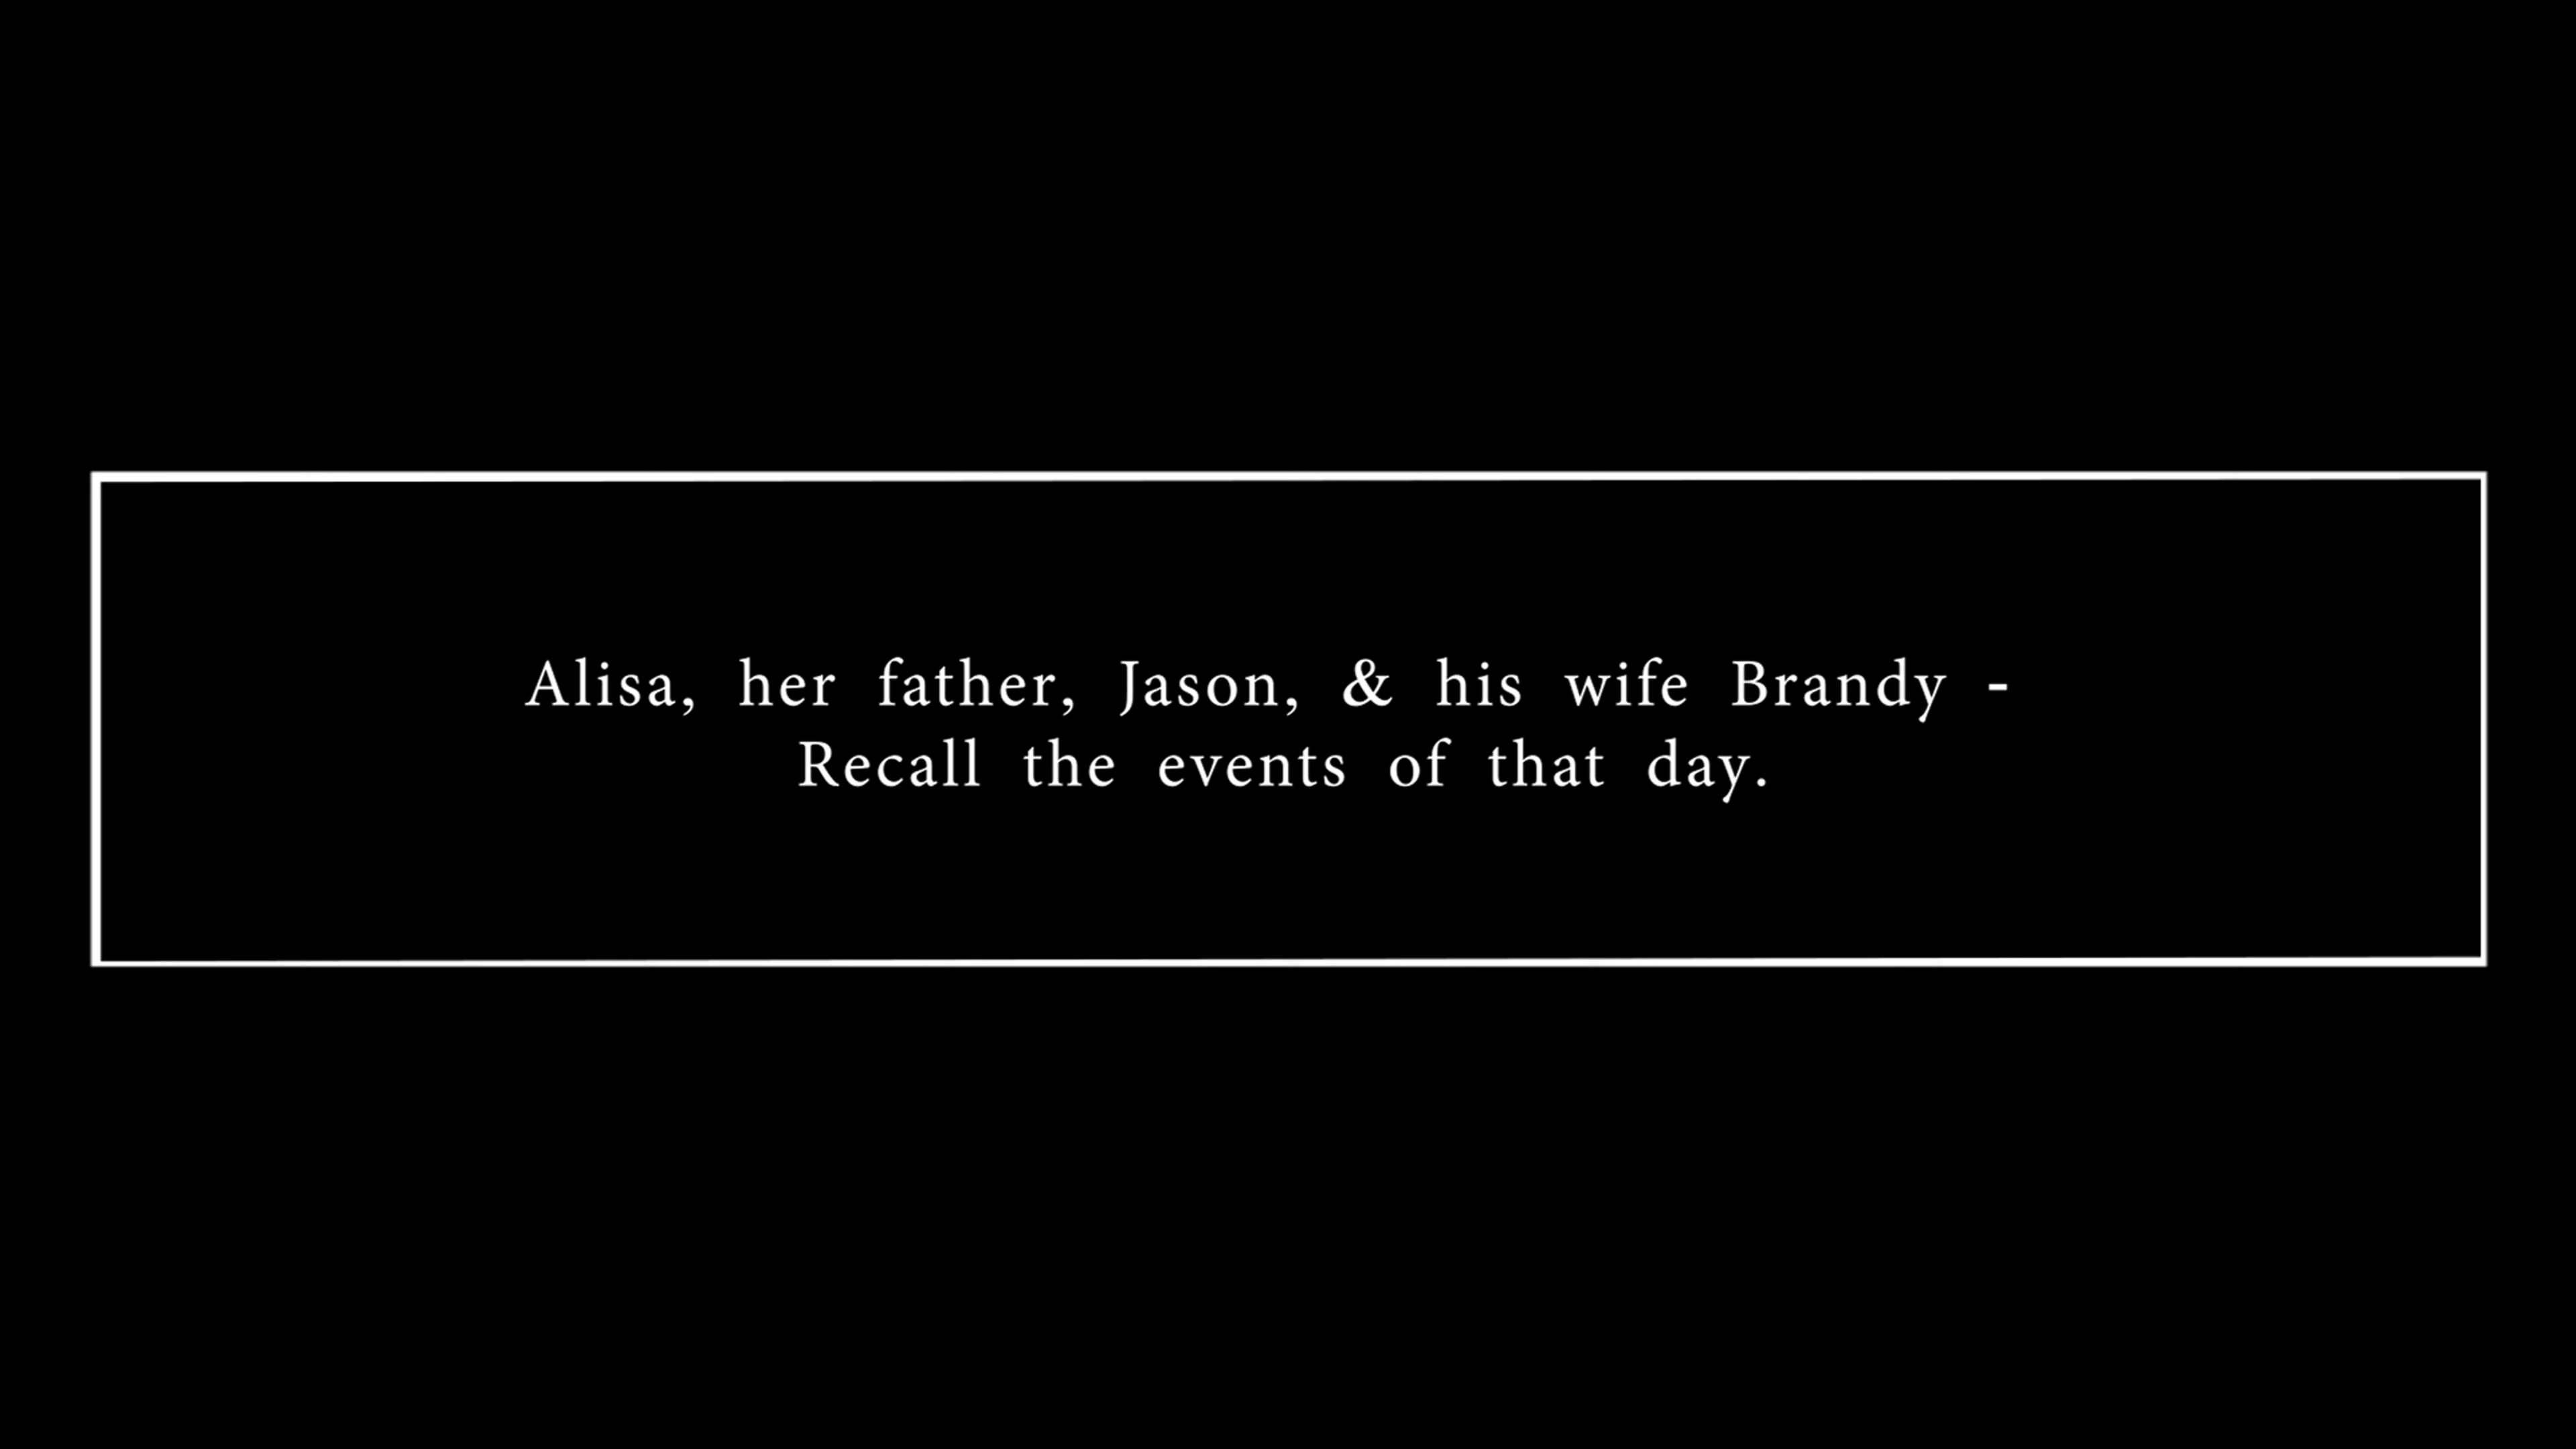 Alisa, her father, Jason, & his wife Brandy -
Recall the events of that day.